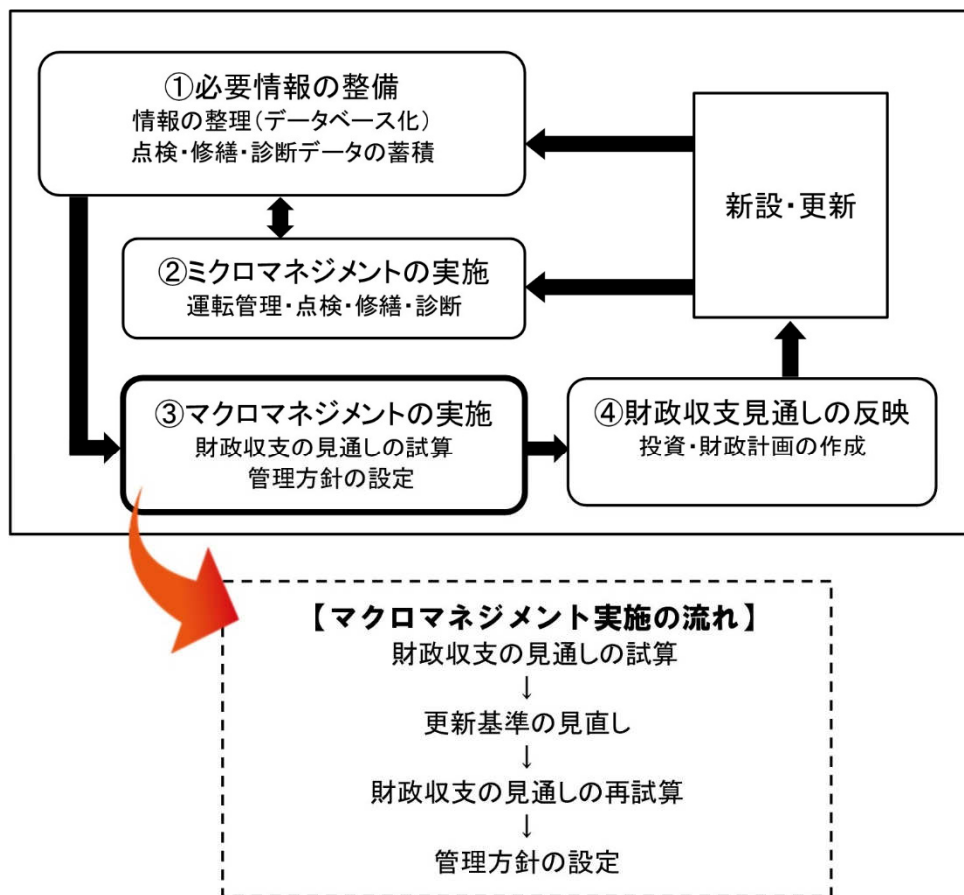 ①必要情報の整備
情報の整理(データベース化)
点検・修繕・診断データの蓄積
新設・更新
②ミクロマネジメントの実施
運転管理・点検・修繕・診断
③マクロマネジメントの実施
財政収支の見通しの試算
管理方針の設定
④財政収支見通しの反映
投資・財政計画の作成
【マクロマネジメント実施の流れ】
財政収支の見通しの試算
↓
更新基準の見直し
↓
財政収支の見通しの再試算
↓
管理方針の設定